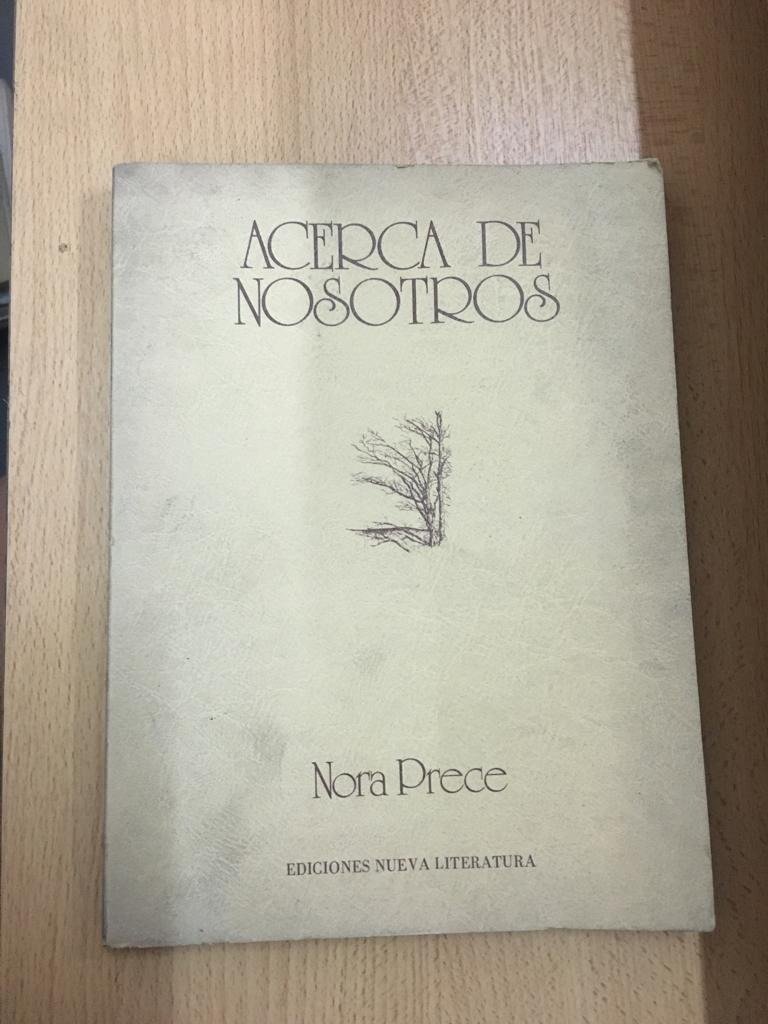 ACERCA DE
NOSOTROS
Nora Prece
EDICIONES NUEVA LITERATURA